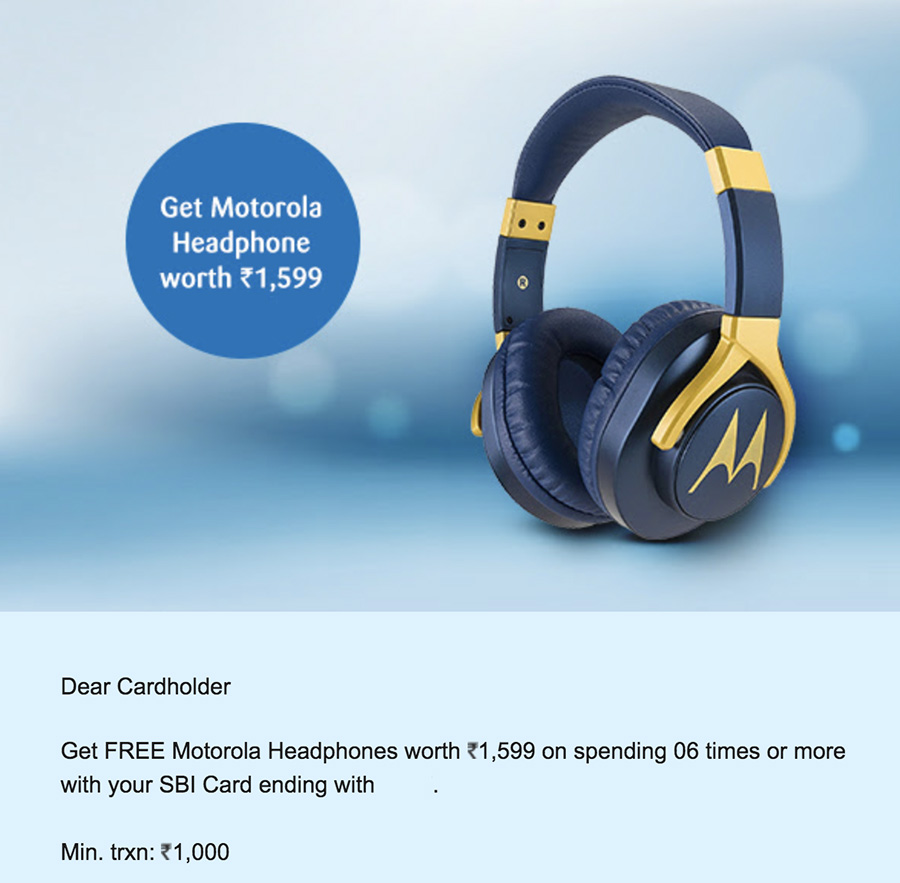 Get Motorola
Headphone
worth ₹1,599
R
Dear Cardholder
Get FREE Motorola Headphones worth ₹1,599 on spending 06 times or more
with your SBI Card ending with .
Min. trxn: ₹1,000